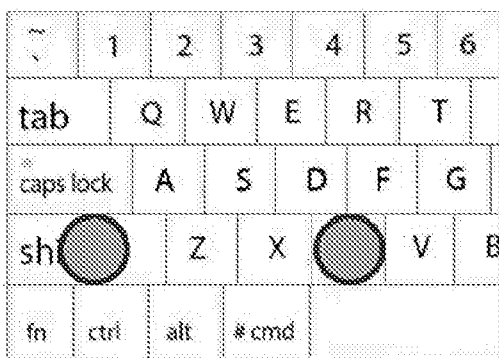 ~ 1 2 3 4 5 6
`
tab Q W E R T
caps lock A S D F G
sh Z X V B
fn ctrl alt # cmd